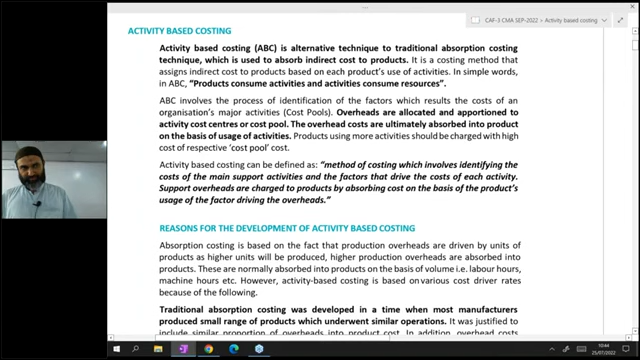 CAF-3 CMA SEP-2022 > Activity based costing
ACTIVITY BASED COSTING
Activity based costing (ABC) is alternative technique to traditional absorption costing
technique, which is used to absorb indirect cost to products. It is a costing method that
assigns indirect cost to products based on each product's use of activities. In simple words,
in ABC, "Products consume activities and activities consume resources".
ABC involves the process of identification of the factors which results the costs of an
organisation's major activities (Cost Pools). Overheads are allocated and apportioned to
activity cost centres or cost pool. The overhead costs are ultimately absorbed into product
on the basis of usage of activities. Products using more activities should be charged with high
cost of respective 'cost pool' cost.
Activity based costing can be defined as: "method of costing which involves identifying the
costs of the main support activities and the factors that drive the costs of each activity.
Support overheads are charged to products by absorbing cost on the basis of the product's
usage of the factor driving the overheads."
REASONS FOR THE DEVELOPMENT OF ACTIVITY BASED COSTING
Absorption costing is based on the fact that production overheads are driven by units of
products as higher units will be produced, higher production overheads are absorbed into
products. These are normally absorbed into products on the basis of volume i.e. labour hours,
machine hours etc. However, activity-based costing is based on various cost driver rates
because of the following.
Traditional absorption costing was developed in a time when most manufacturers
produced small range of products which underwent similar operations. It was justified to
include similar proportion of overheads into product cost. In addition overhead costs
10:44
25/07/2022